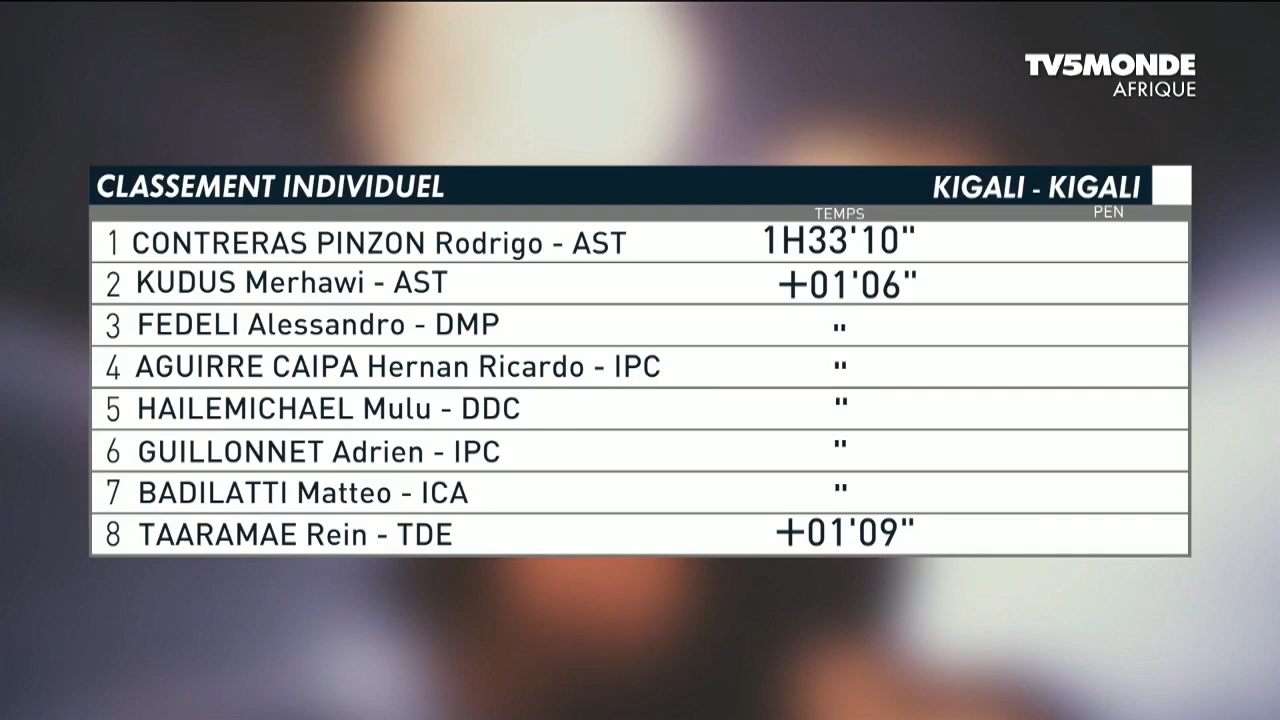 TV5MONDE
AFRIQUE
CLASSEMENT INDIVIDUEL KIGALI - KIGALI
TEMPS PEN
1 CONTRERAS PINZON Rodrigo - AST 1H33'10"
2 KUDUS Merhawi - AST +01'06"
3 FEDELI Alessandro - DMP "
4 AGUIRRE CAIPA Hernan Ricardo - IPC "
5 HAILEMICHAEL Mulu - DDC "
6 GUILLONNET Adrien - IPC "
7 BADILATTI Matteo - ICA "
8 TAARAMAE Rein - TDE +01'09"